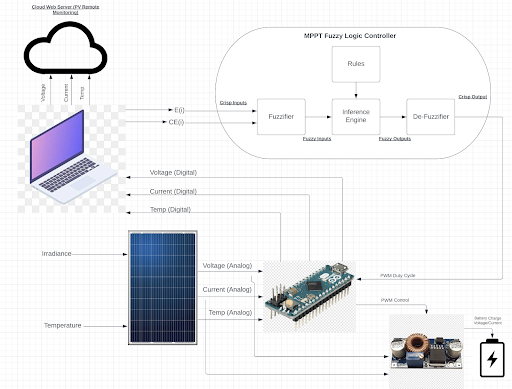 Cloud Web Server (PV Remote
Monitoring)
Voltage
Current
Temp
MPPT Fuzzy Logic Controller
Rules
Crisp Inputs
Crisp Output
E(i)
CE(i)
Fuzzifier
Inference
Engine
De-Fuzzifier
Fuzzy Inputs
Fuzzy Outputs
Voltage (Digital)
Current (Digital)
Temp (Digital)
Irradiance
Voltage (Analog)
Current (Analog)
Temp (Analog)
Temperature
PWM Duty Cycle
PWM Control
Battery Charge
Voltage/Current